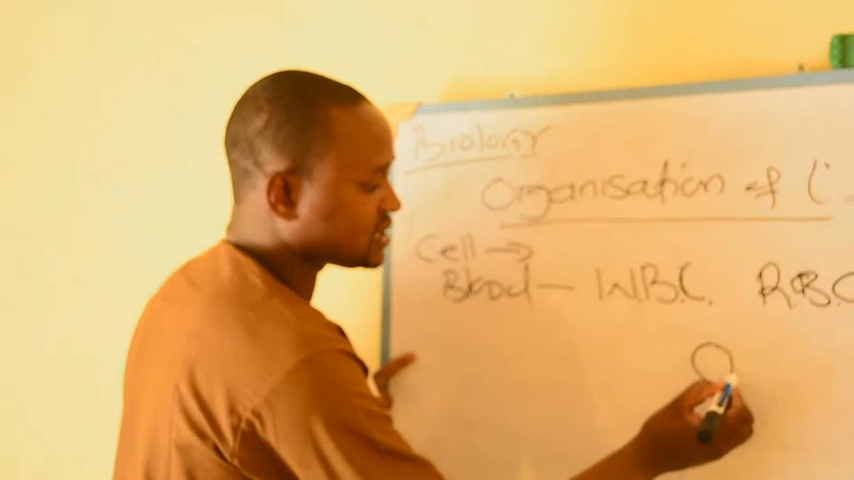 Biology
Organisation of
Cell →
Blood — W.B.C. R.B.C